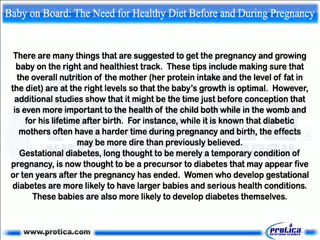 Baby on Board: The Need for Healthy Diet Before and During Pregnancy
There are many things that are suggested to get the pregnancy and growing
baby on the right and healthiest track. These tips include making sure that
the overall nutrition of the mother (her protein intake and the level of fat in
the diet) are at the right levels so that the baby's growth is optimal. However,
additional studies show that it might be the time just before conception that
is even more important to the health of the child both while in the womb and
for his lifetime after birth. For instance, while it is known that diabetic
mothers often have a harder time during pregnancy and birth, the effects
may be more dire than previously believed.
Gestational diabetes, long thought to be merely a temporary condition of
pregnancy, is now thought to be a precursor to diabetes that may appear five
or ten years after the pregnancy has ended. Women who develop gestational
diabetes are more likely to have larger babies and serious health conditions.
These babies are also more likely to develop diabetes themselves.
www.protica.com
protica